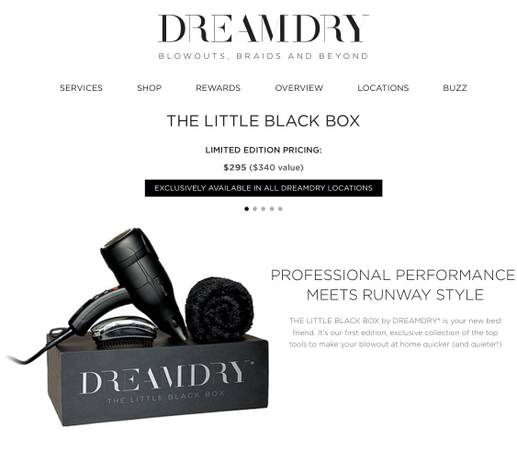 DREAMDRY
BLOWOUTS, BRAIDS AND BEYOND
SERVICES SHOP REWARDS OVERVIEW LOCATIONS BUZZ
THE LITTLE BLACK BOX
LIMITED EDITION PRICING:
$295 ($340 value)
EXCLUSIVELY AVAILABLE IN ALL DREAMDRY LOCATIONS
PROFESSIONAL PERFORMANCE
MEETS RUNWAY STYLE
THE LITTLE BLACK BOX by DREAMDRY® is your new best
friend. It's our first edition, exclusive collection of the top
tools to make your blowout at home quicker (and quieter!)
DREAMDRY
THE LITTLE BLACK BOX